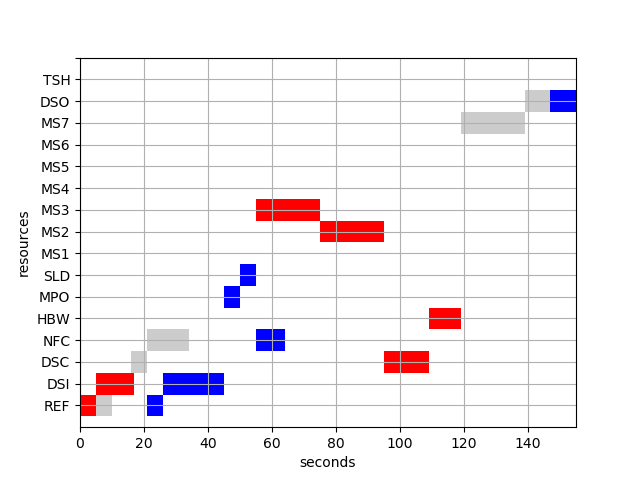 TSH
DSO
MS7
MS6
MS5
MS4
MS3
MS2
MS1
SLD
MPO
HBW
NFC
DSC
DSI
REF
resources
0 20 40 60 80 100 120 140
seconds